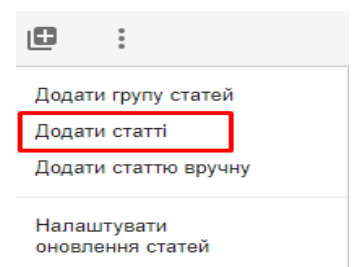 Додати групу статей
Додати статті
Додати статтю вручну
Налаштувати
оновлення статей